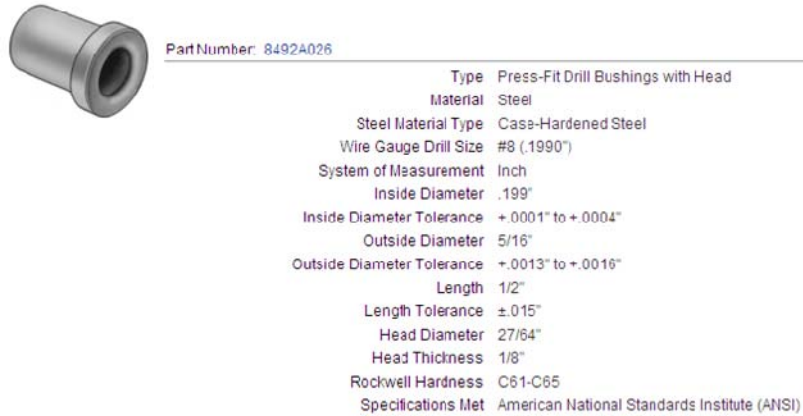 Part Number: 8492A026
Type Press-Fit Drill Bushings with Head
Material Steel
Steel Material Type Case-Hardened Steel
Wire Gauge Drill Size #8 (.1990")
System of Measurement Inch
Inside Diameter .199"
Inside Diameter Tolerance +.0001" to +.0004"
Outside Diameter 5/16"
Outside Diameter Tolerance +.0013" to +.0016"
Length 1/2"
Length Tolerance ±.015"
Head Diameter 27/64"
Head Thickness 1/8"
Rockwell Hardness C61-C65
Specifications Met American National Standards Institute (ANSI)